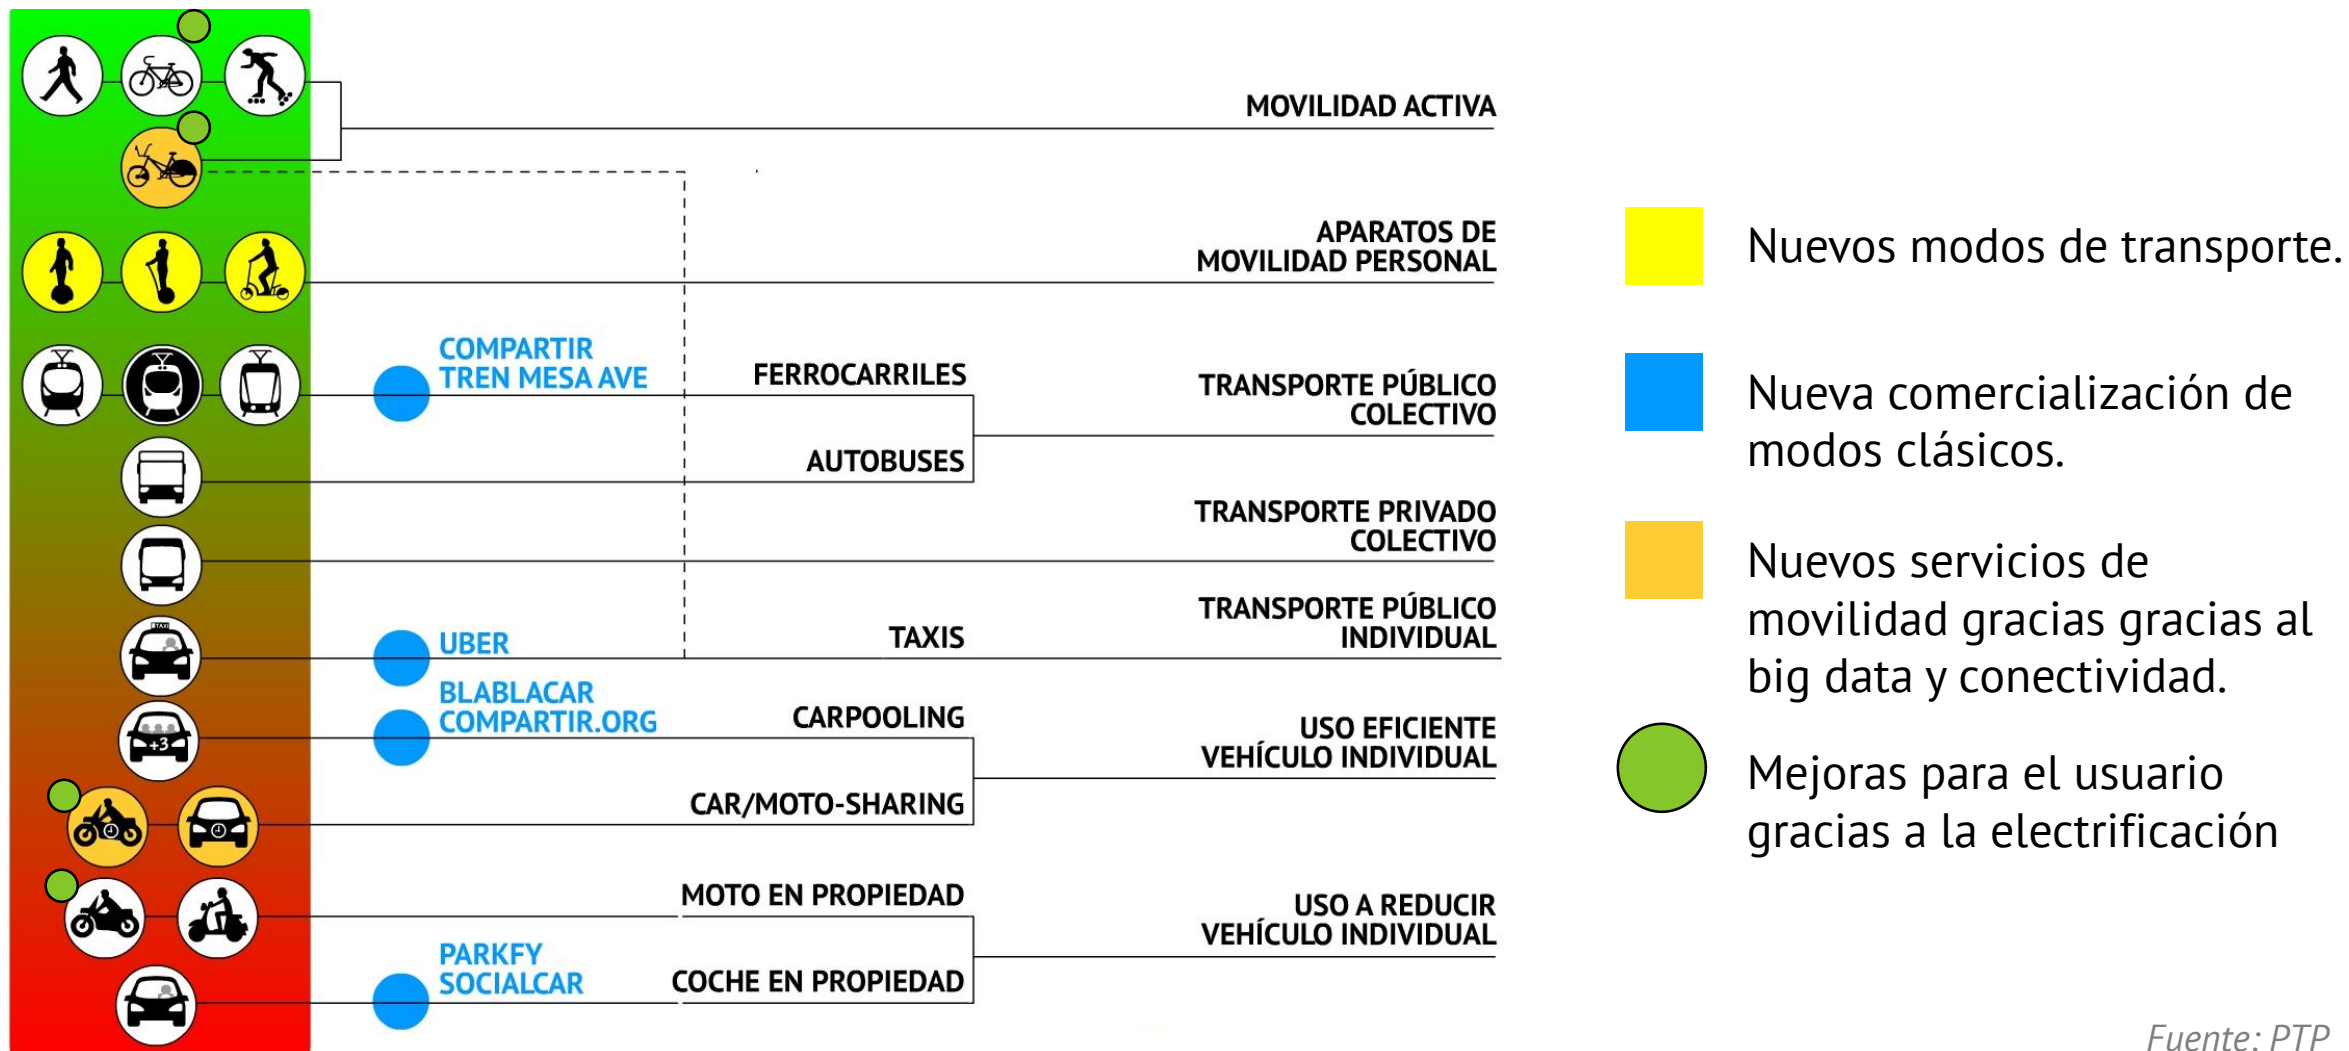 MOVILIDAD ACTIVA
APARATOS DE
MOVILIDAD PERSONAL
COMPARTIR
TREN MESA AVE
FERROCARRILES
TRANSPORTE PÚBLICO
COLECTIVO
AUTOBUSES
TRANSPORTE PRIVADO
COLECTIVO
TAXI
UBER
TAXIS
TRANSPORTE PÚBLICO
INDIVIDUAL
BLABLACAR
COMPARTIR.ORG
CARPOOLING
+3
USO EFICIENTE
VEHÍCULO INDIVIDUAL
CAR/MOTO-SHARING
MOTO EN PROPIEDAD
USO A REDUCIR
VEHÍCULO INDIVIDUAL
PARKFY
SOCIALCAR
COCHE EN PROPIEDAD
Nuevos modos de transporte.
Nueva comercialización de
modos clásicos.
Nuevos servicios de
movilidad gracias gracias al
big data y conectividad.
Mejoras para el usuario
gracias a la electrificación
Fuente: PTP